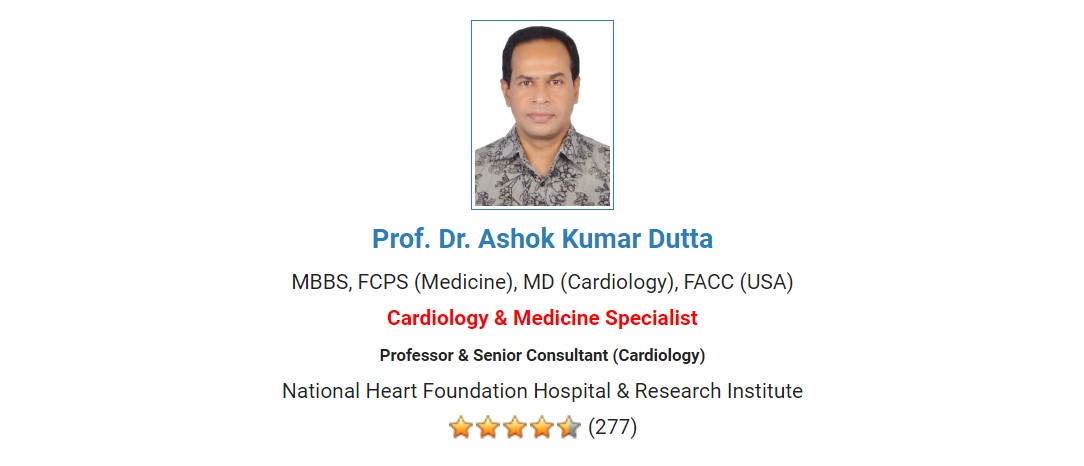 Prof. Dr. Ashok Kumar Dutta
MBBS, FCPS (Medicine), MD (Cardiology), FACC (USA)
Cardiology & Medicine Specialist
Professor & Senior Consultant (Cardiology)
National Heart Foundation Hospital & Research Institute
(277)